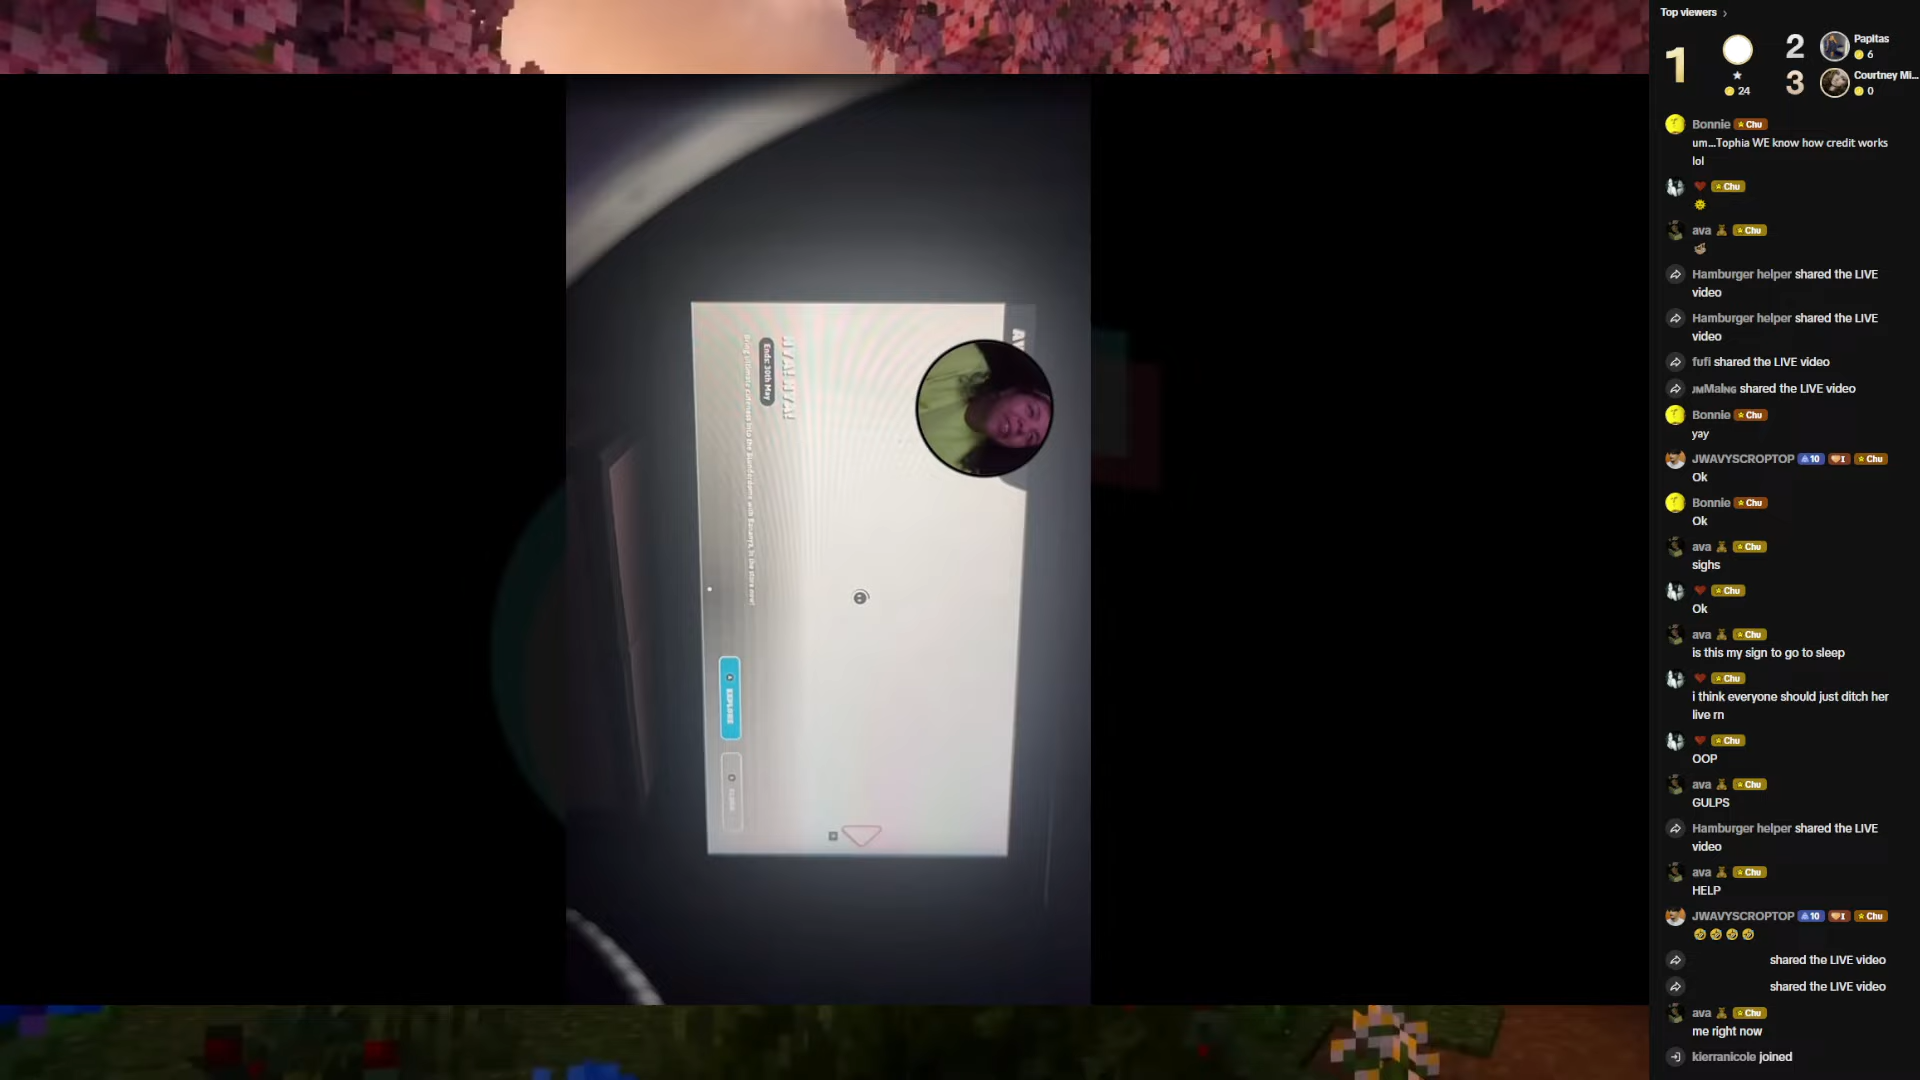 Top viewers
1
24
2
Papitas
6
3
Courtney Mi...
0
Bonnie Chu
um...Tophia WE know how credit works
lol
Chu
ava Chu
Hamburger helper shared the LIVE
video
Hamburger helper shared the LIVE
video
fufi shared the LIVE video
JMMaING shared the LIVE video
Bonnie Chu
yay
JWAVYSCROPTOP 10 I Chu
Ok
Bonnie Chu
Ok
ava Chu
sighs
Chu
Ok
ava Chu
is this my sign to go to sleep
Chu
i think everyone should just ditch her
live rn
Chu
OOP
ava Chu
GULPS
Hamburger helper shared the LIVE
video
ava Chu
HELP
JWAVYSCROPTOP 10 I Chu
shared the LIVE video
shared the LIVE video
ava Chu
me right now
kierranicole joined
AV
NYA! NYA!
Ends: 30th May
EXPLORE